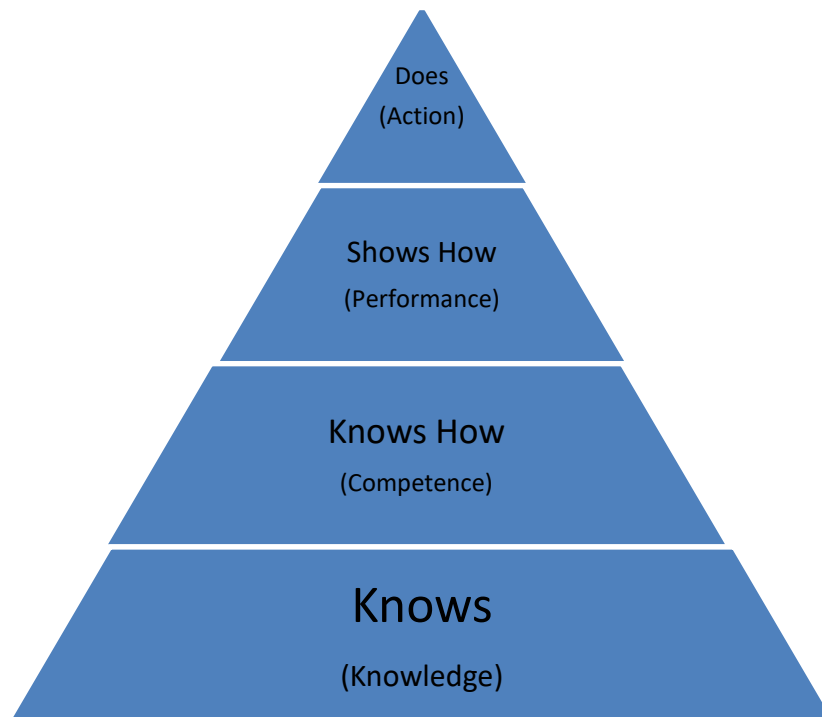 Does
(Action)
Shows How
(Performance)
Knows How
(Competence)
Knows
(Knowledge)